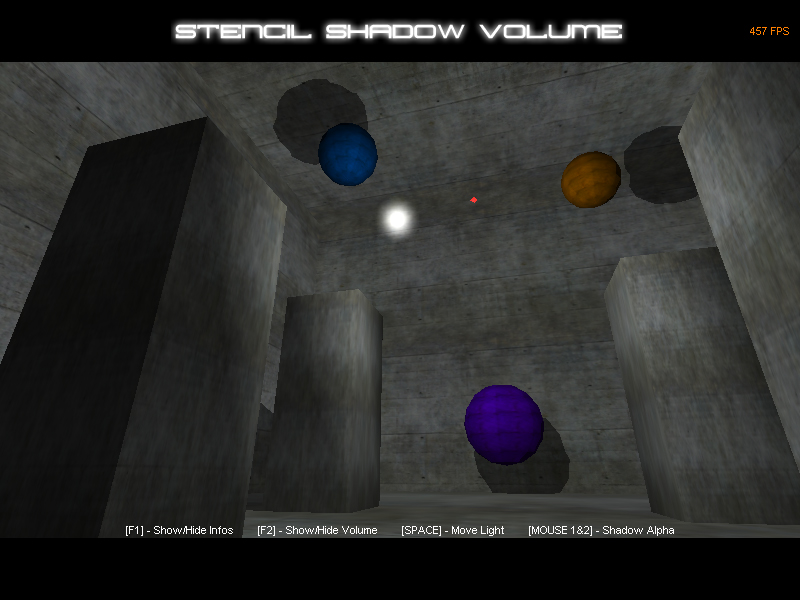 STENCIL SHADOW VOLUME
457 FPS
[F1] - Show/Hide Infos [F2] - Show/Hide Volume [SPACE] - Move Light [MOUSE 1&2] - Shadow Alpha